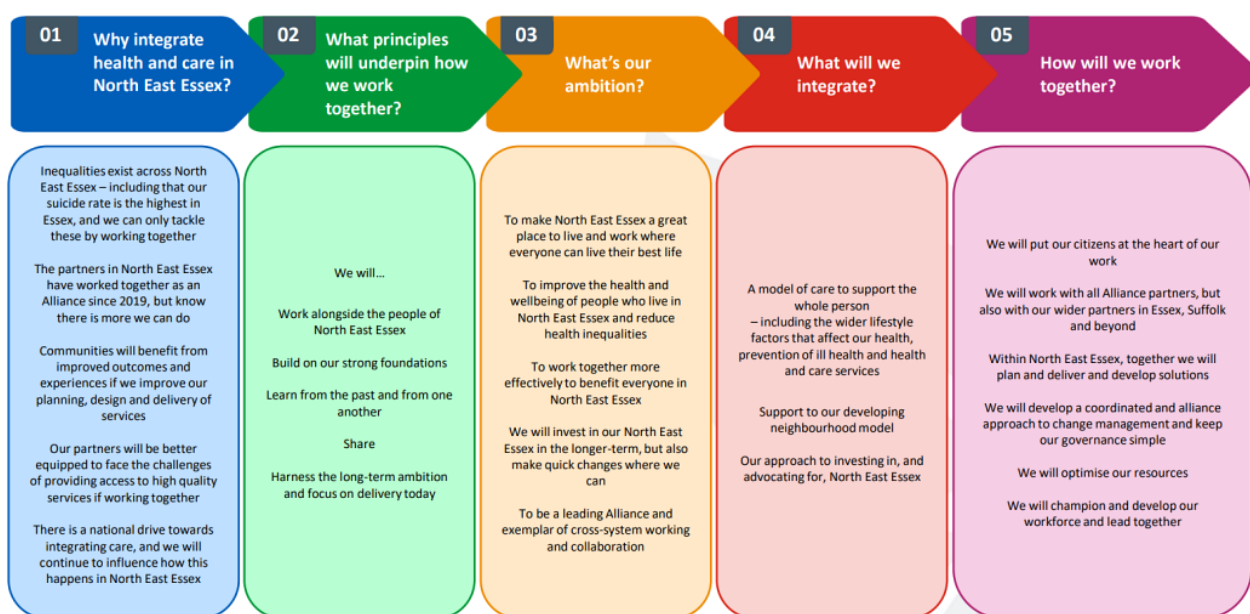 01
Why integrate
health and care in
North East Essex?
02
What principles
will underpin how
we work
together?
03
What's our
ambition?
04
What will we
integrate?
05
How will we work
together?
Inequalities exist across North
East Essex – including that our
suicide rate is the highest in
Essex, and we can only tackle
these by working together
The partners in North East Essex
have worked together as an
Alliance since 2019, but know
there is more we can do
Communities will benefit from
improved outcomes and
experiences if we improve our
planning, design and delivery of
services
Our partners will be better
equipped to face the challenges
of providing access to high quality
services if working together
There is a national drive towards
integrating care, and we will
continue to influence how this
happens in North East Essex
We will…
Work alongside the people of
North East Essex
Build on our strong foundations
Learn from the past and from one
another
Share
Harness the long-term ambition
and focus on delivery today
To make North East Essex a great
place to live and work where
everyone can live their best life
To improve the health and
wellbeing of people who live in
North East Essex and reduce
health inequalities
To work together more
effectively to benefit everyone in
North East Essex
We will invest in our North East
Essex in the longer-term, but also
make quick changes where we
can
To be a leading Alliance and
exemplar of cross-system working
and collaboration
A model of care to support the
whole person
– including the wider lifestyle
factors that affect our health,
prevention of ill health and health
and care services
Support to our developing
neighbourhood model
Our approach to investing in, and
advocating for, North East Essex
We will put our citizens at the heart of our
work
We will work with all Alliance partners, but
also with our wider partners in Essex, Suffolk
and beyond
Within North East Essex, together we will
plan and deliver and develop solutions
We will develop a coordinated and alliance
approach to change management and keep
our governance simple
We will optimise our resources
We will champion and develop our
workforce and lead together